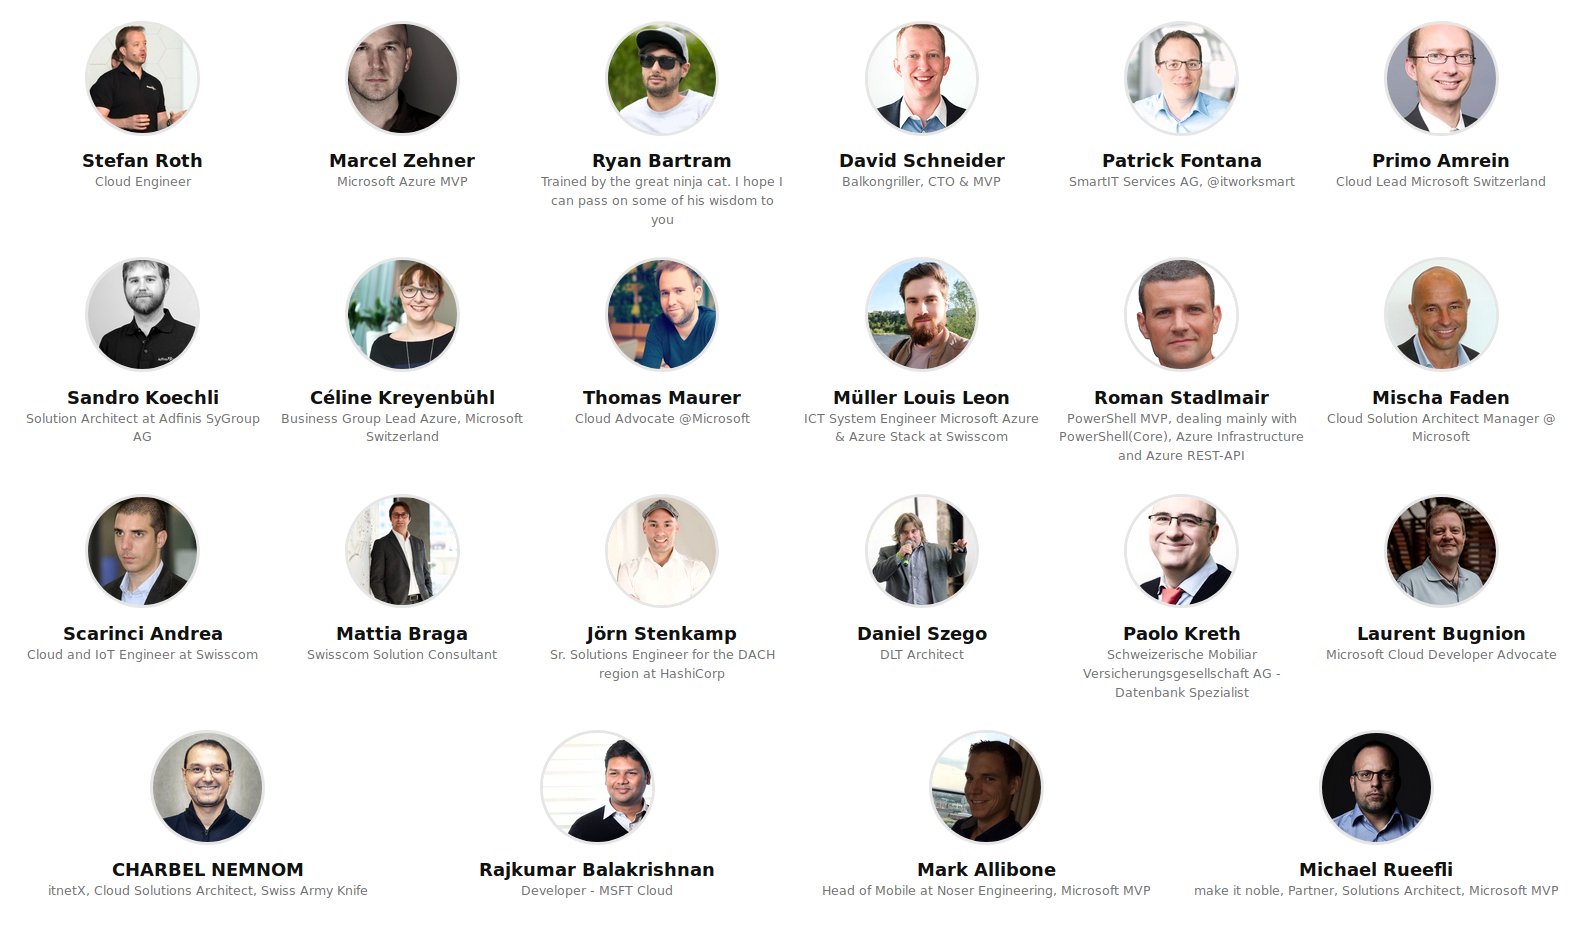 Stefan Roth
Cloud Engineer
Marcel Zehner
Microsoft Azure MVP
Ryan Bartram
Trained by the great ninja cat. I hope I
can pass on some of his wisdom to
you
David Schneider
Balkongriller, CTO & MVP
Patrick Fontana
SmartIT Services AG, @itworksmart
Primo Amrein
Cloud Lead Microsoft Switzerland
Sandro Koechli
Solution Architect at Adfinis SyGroup
AG
Céline Kreyenbühl
Business Group Lead Azure, Microsoft
Switzerland
Thomas Maurer
Cloud Advocate @Microsoft
Müller Louis Leon
ICT System Engineer Microsoft Azure
& Azure Stack at Swisscom
Roman Stadlmair
PowerShell MVP, dealing mainly with
PowerShell(Core), Azure Infrastructure
and Azure REST-API
Mischa Faden
Cloud Solution Architect Manager @
Microsoft
Scarinci Andrea
Cloud and IoT Engineer at Swisscom
Mattia Braga
Swisscom Solution Consultant
Jörn Stenkamp
Sr. Solutions Engineer for the DACH
region at HashiCorp
Daniel Szego
DLT Architect
Paolo Kreth
Schweizerische Mobiliar
Versicherungsgesellschaft AG -
Datenbank Spezialist
Laurent Bugnion
Microsoft Cloud Developer Advocate
CHARBEL NEMNOM
itnetX, Cloud Solutions Architect, Swiss Army Knife
Rajkumar Balakrishnan
Developer - MSFT Cloud
Mark Allibone
Head of Mobile at Noser Engineering, Microsoft MVP
Michael Rueefli
make it noble, Partner, Solutions Architect, Microsoft MVP